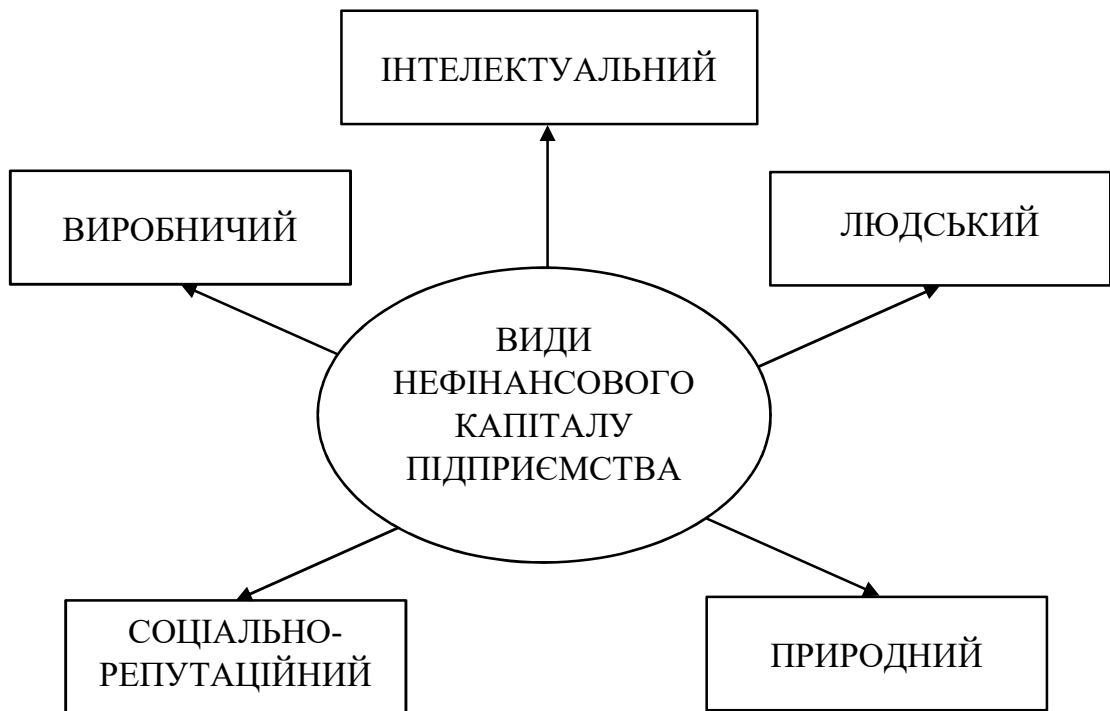 ІНТЕЛЕКТУАЛЬНИЙ
ВИРОБНИЧИЙ
ЛЮДСЬКИЙ
ВИДИ
НЕФІНАНСОВОГО
КАПІТАЛУ
ПІДПРИЄМСТВА
СОЦІАЛЬНО-
РЕПУТАЦІЙНИЙ
ПРИРОДНИЙ